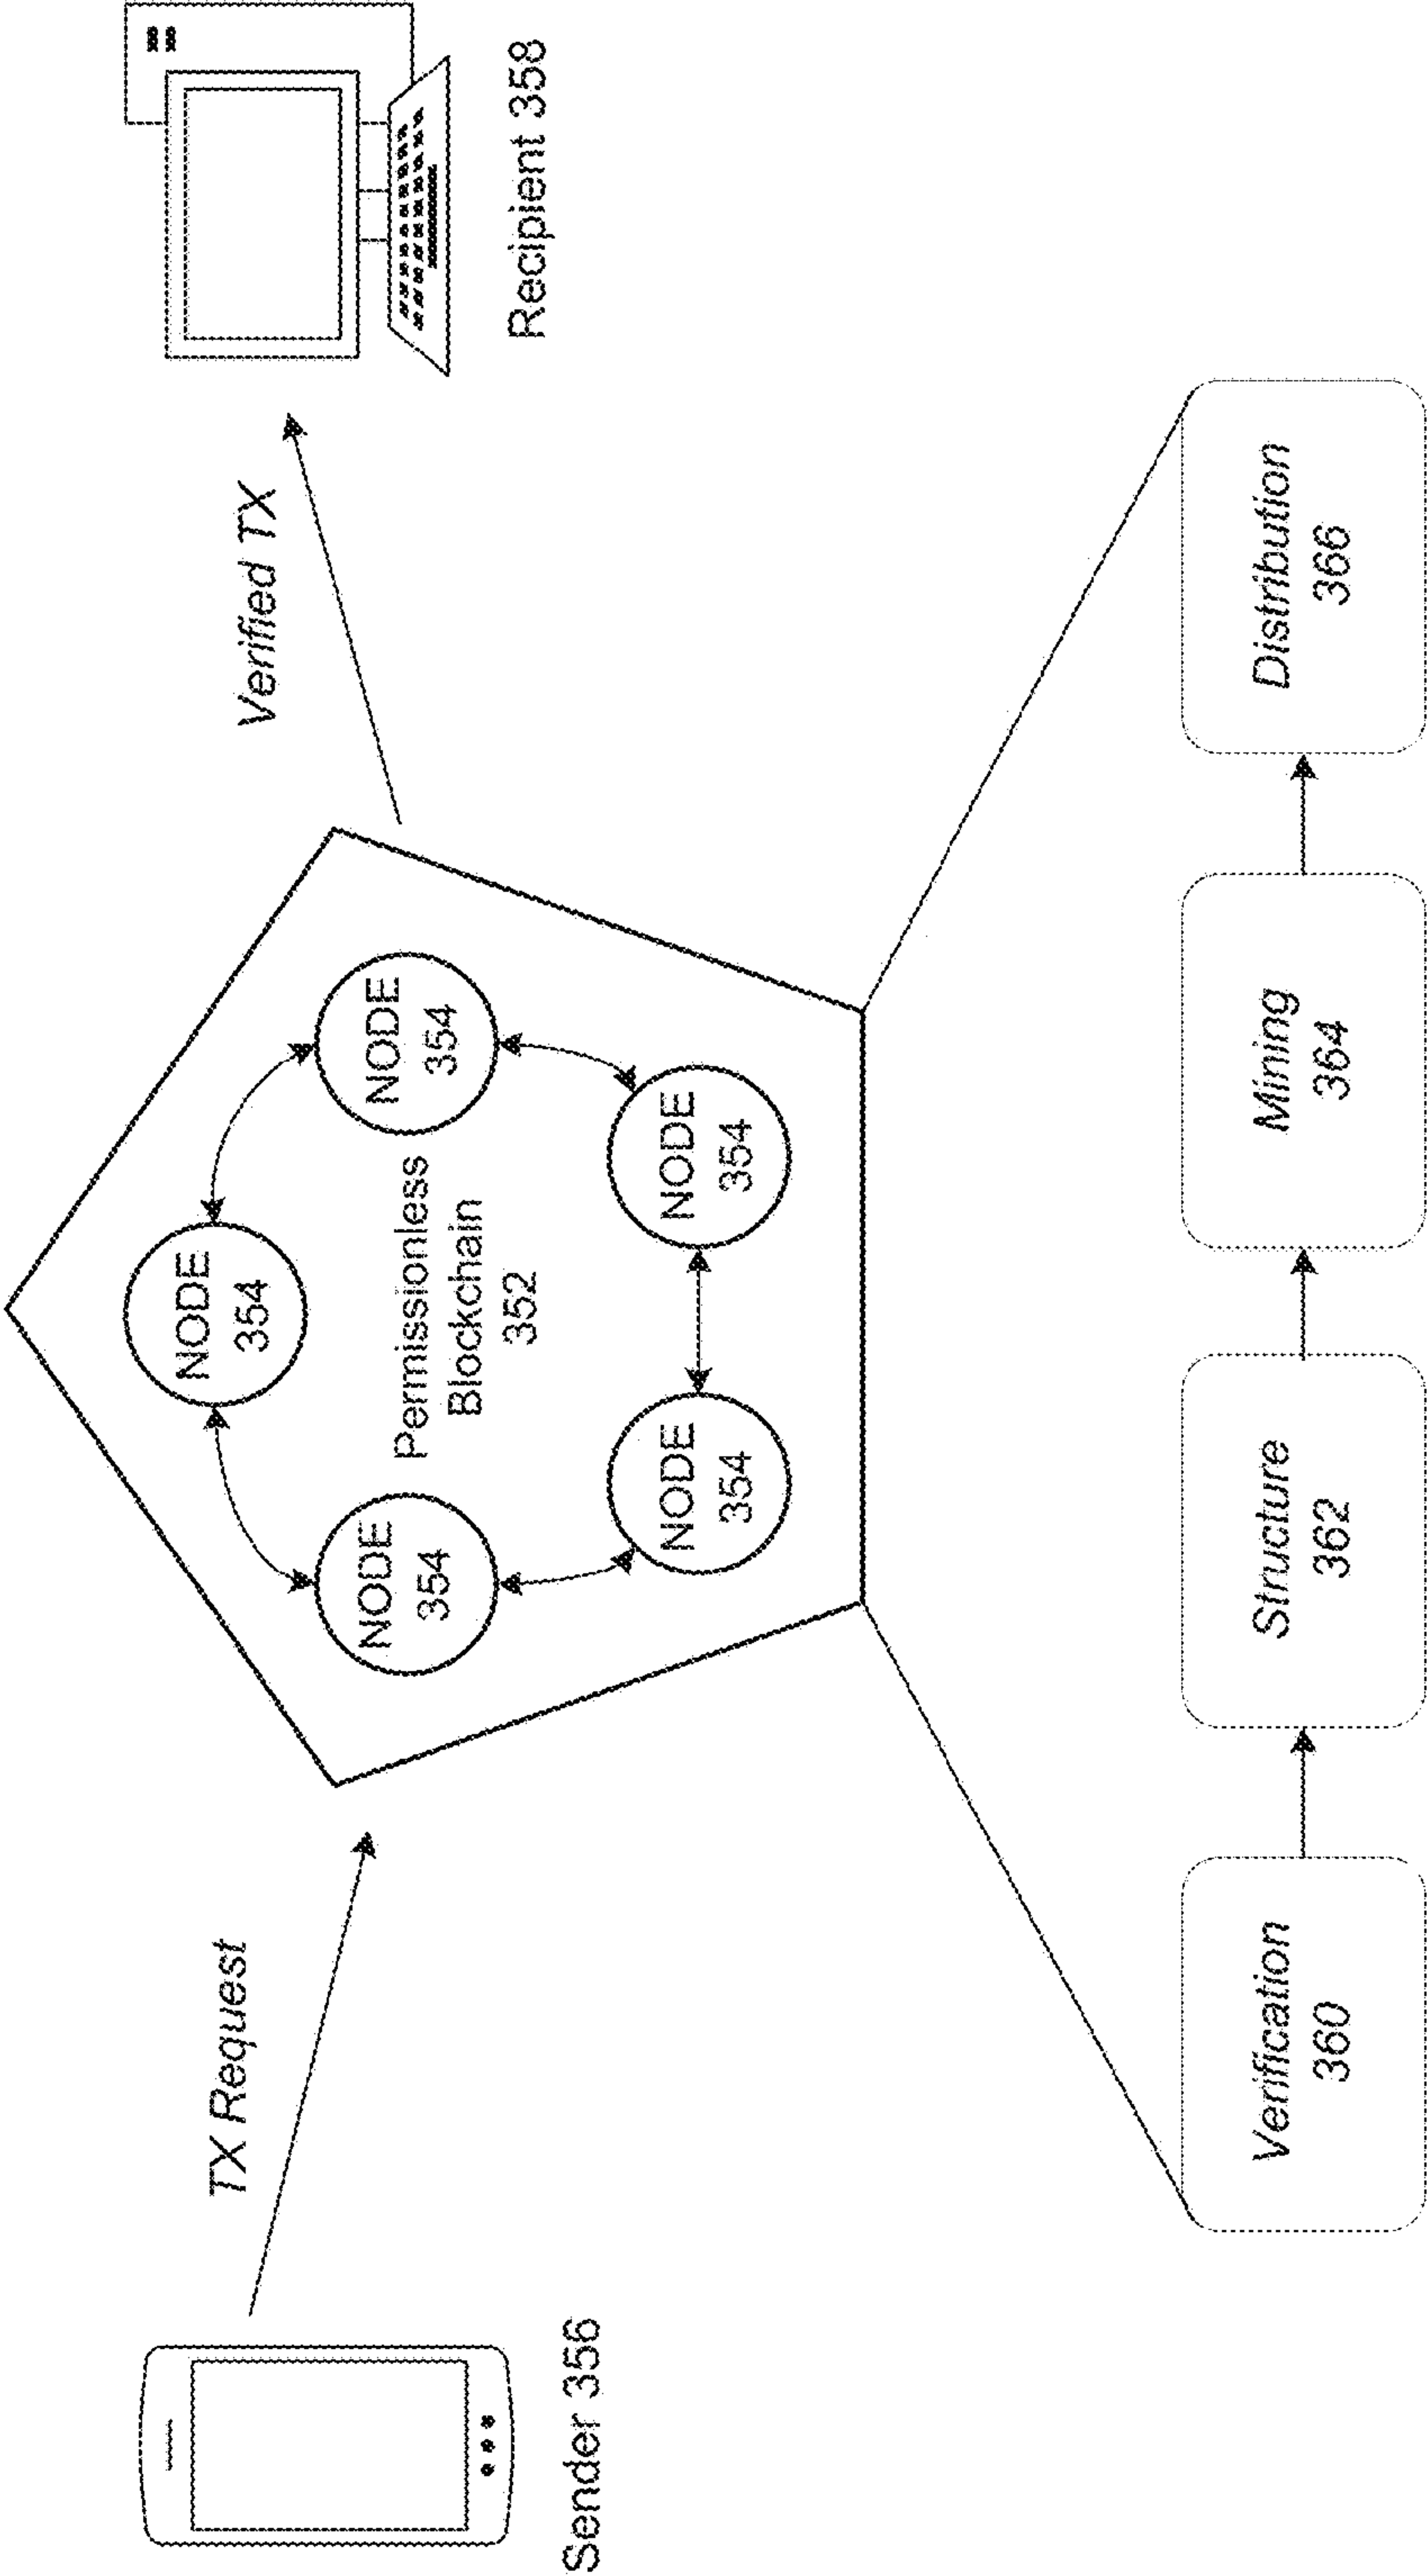 TX Request
Verified TX
Sender 356
Recipient 358
NODE
354
NODE
354
NODE
354
Permissionless
Blockchain
352
NODE
354
NODE
354
Verification
360
Structure
362
Mining
364
Distribution
366